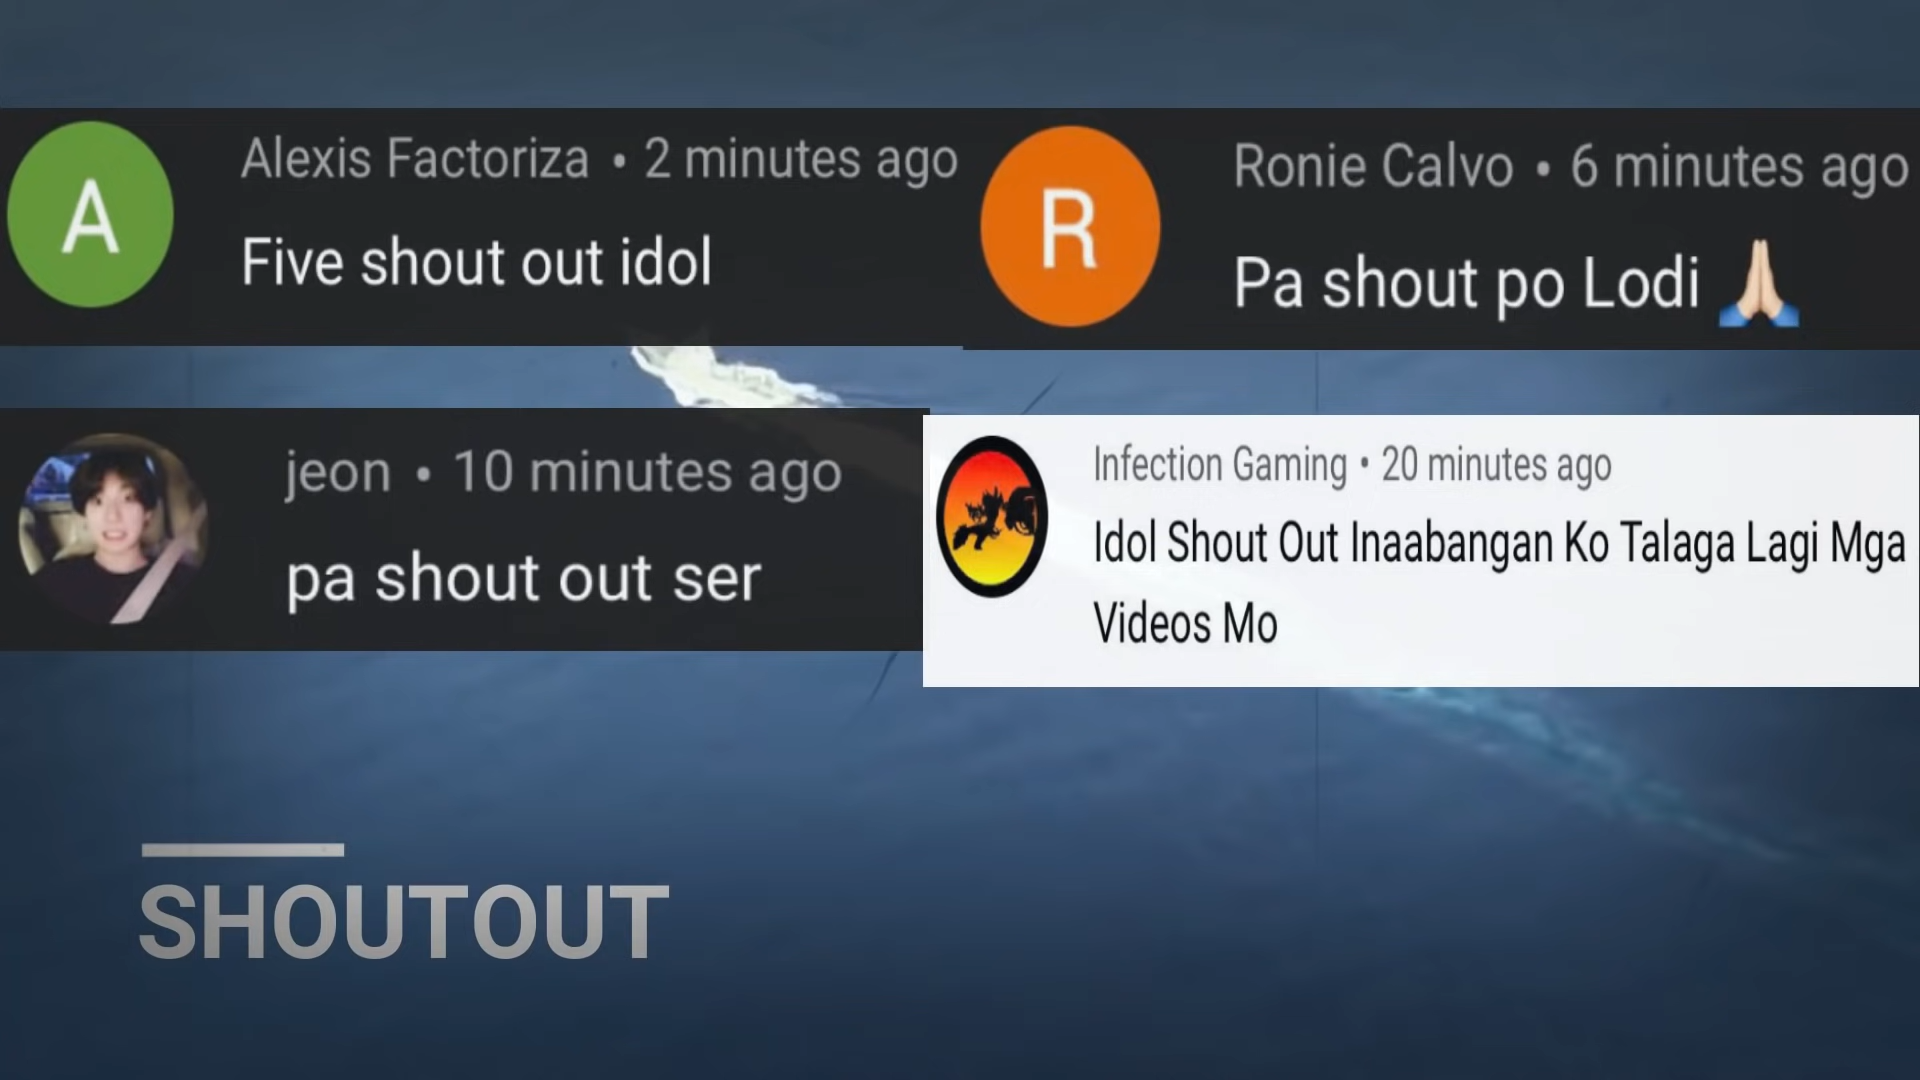 A
Alexis Factoriza • 2 minutes ago
Five shout out idol
R
Ronie Calvo • 6 minutes ago
Pa shout po Lodi 🙏🏻
jeon • 10 minutes ago
pa shout out ser
Infection Gaming • 20 minutes ago
Idol Shout Out Inaabangan Ko Talaga Lagi Mga
Videos Mo
SHOUTOUT